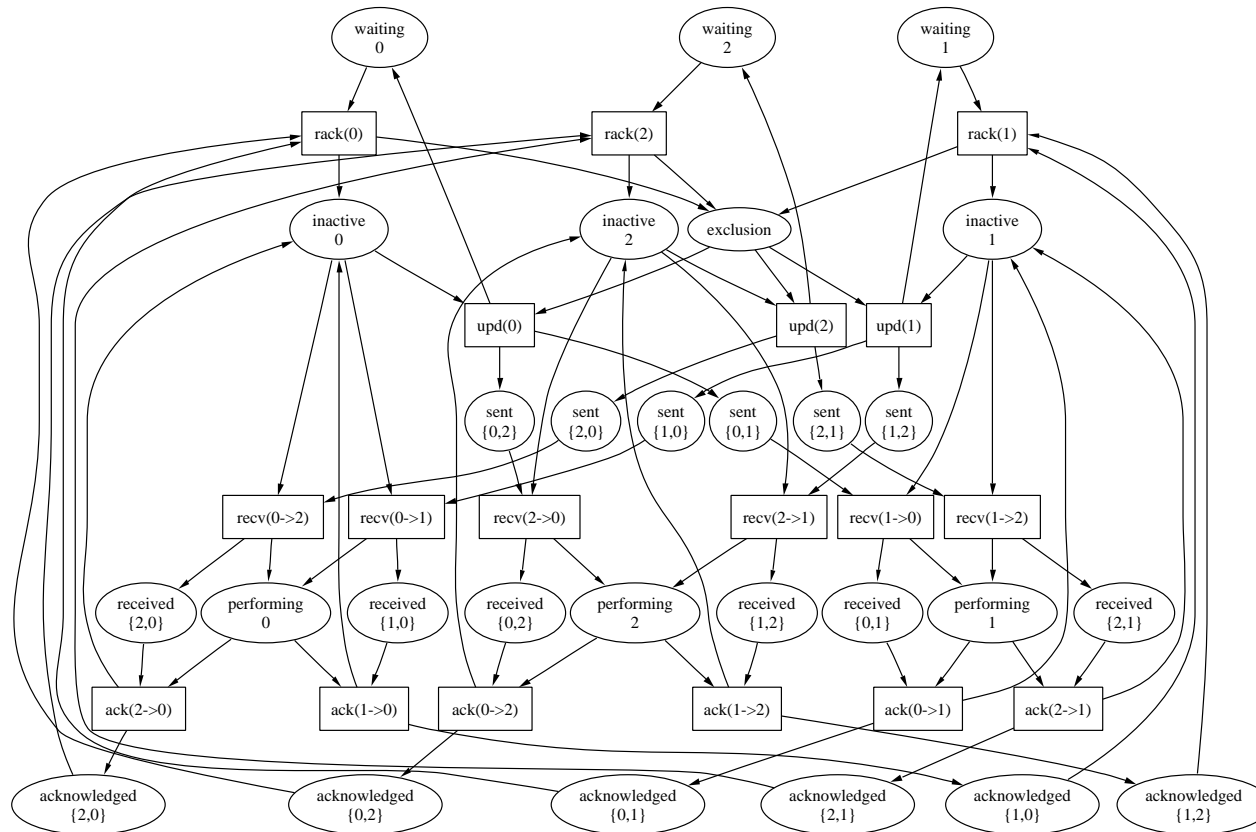 waiting
0
waiting
2
waiting
1
rack(0)
rack(2)
rack(1)
inactive
0
inactive
2
exclusion
inactive
1
upd(0)
upd(2)
upd(1)
sent
{0,2}
sent
{2,0}
sent
{1,0}
sent
{0,1}
sent
{2,1}
sent
{1,2}
recv(0->2)
recv(0->1)
recv(2->0)
recv(2->1)
recv(1->0)
recv(1->2)
received
{2,0}
performing
0
received
{1,0}
received
{0,2}
performing
2
received
{1,2}
received
{0,1}
performing
1
received
{2,1}
ack(2->0)
ack(1->0)
ack(0->2)
ack(1->2)
ack(0->1)
ack(2->1)
acknowledged
{2,0}
acknowledged
{0,2}
acknowledged
{0,1}
acknowledged
{2,1}
acknowledged
{1,0}
acknowledged
{1,2}